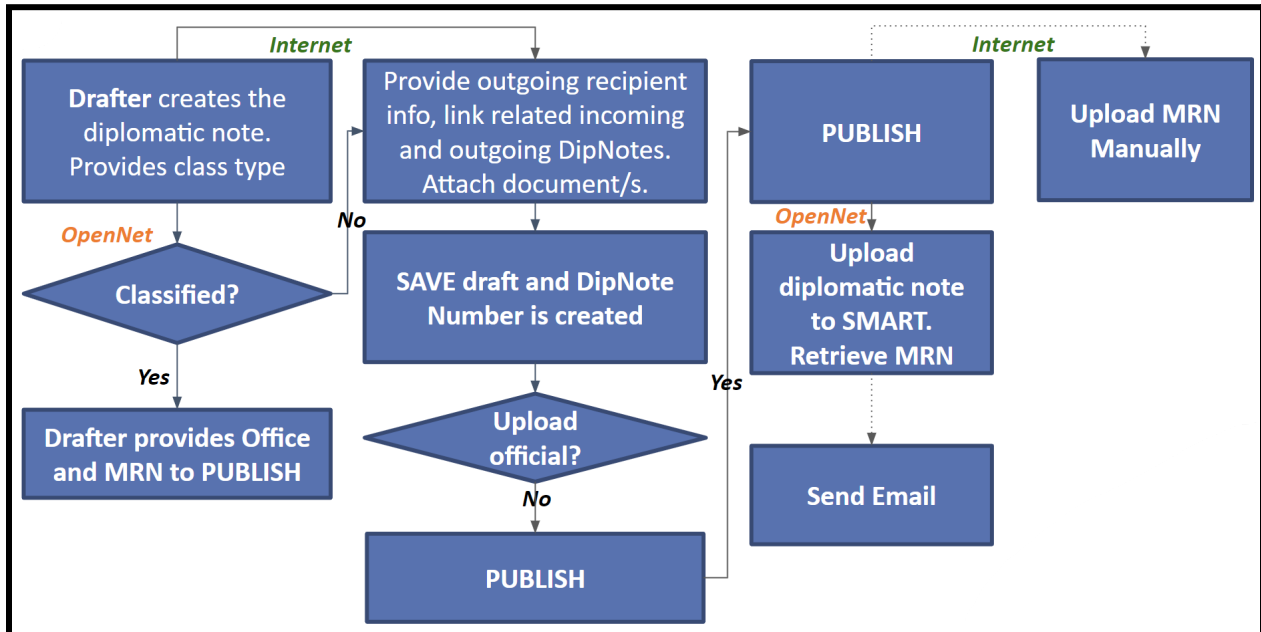 Internet
Drafter creates the
diplomatic note.
Provides class type
OpenNet
Classified?
No
Yes
Drafter provides Office
and MRN to PUBLISH
Provide outgoing recipient
info, link related incoming
and outgoing DipNotes.
Attach document/s.
SAVE draft and DipNote
Number is created
Upload
official?
No
PUBLISH
Yes
PUBLISH
OpenNet
Upload
diplomatic note
to SMART.
Retrieve MRN
Send Email
Internet
Upload MRN
Manually